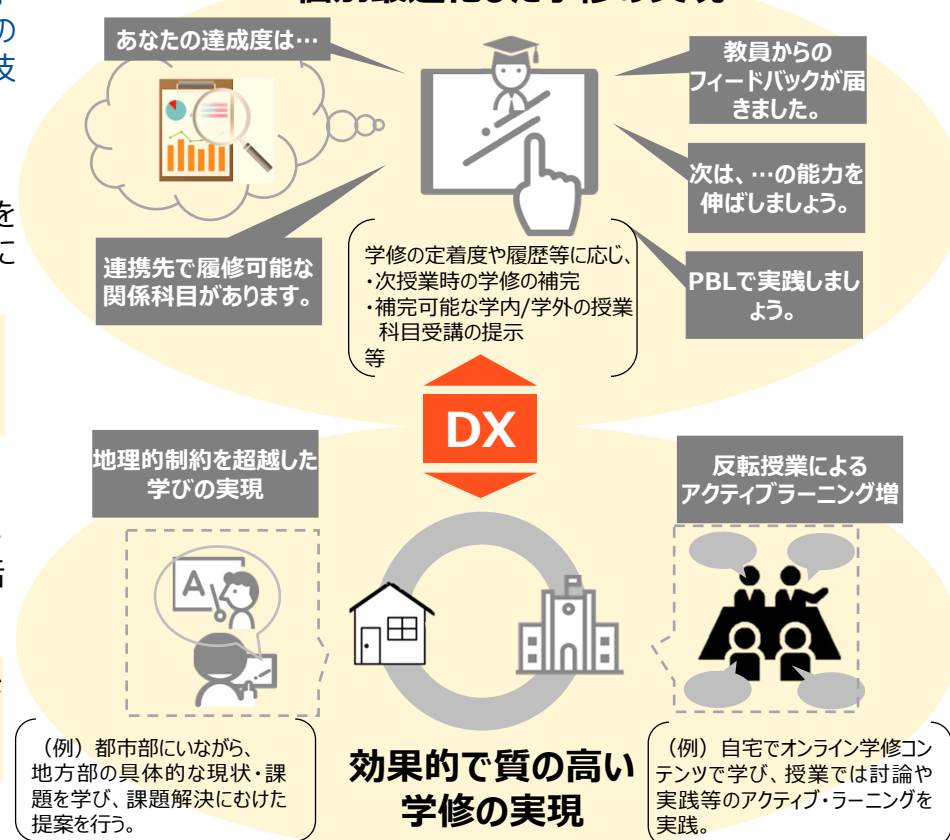 の
技
を
に
あなたの達成度は…
教員からの
フィードバックが届
きました。
次は、…の能力を
伸ばしましょう。
連携先で履修可能な
関係科目があります。
PBLで実践しまし
ょう。
学修の定着度や履歴等に応じ、
・次授業時の学修の補完
・補完可能な学内/学外の授業
科目受講の提示
等
DX
地理的制約を超越した
学びの実現
反転授業による
アクティブラーニング増
A
効果的で質の高い
学修の実現
（例）都市部にいながら、
地方部の具体的な現状・課
題を学び、課題解決にむけた
提案を行う。
（例）自宅でオンライン学修コン
テンツで学び、授業では討論や
実践等のアクティブ・ラーニングを
実践。